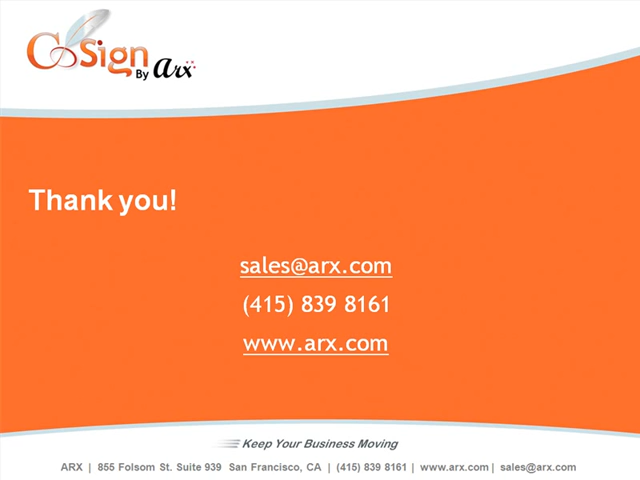 CoSign
By arx
Thank you!
sales@arx.com
(415) 839 8161
www.arx.com
Keep Your Business Moving
ARX | 855 Folsom St. Suite 939 San Francisco, CA | (415) 839 8161 | www.arx.com | sales@arx.com